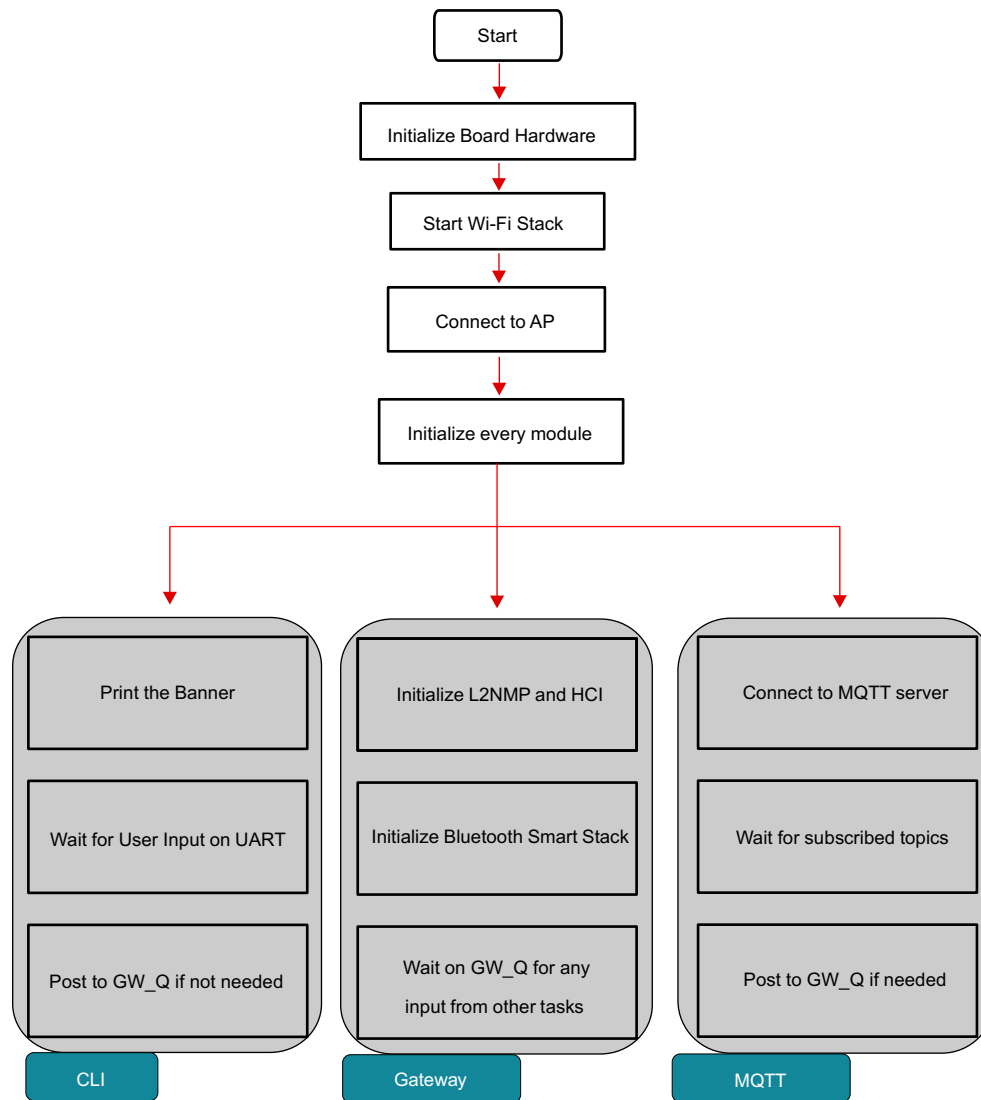 Start
Initialize Board Hardware
Start Wi-Fi Stack
Connect to AP
Initialize every module
Print the Banner
Wait for User Input on UART
Post to GW_Q if not needed
CLI
Initialize L2NMP and HCI
Initialize Bluetooth Smart Stack
Wait on GW_Q for any
input from other tasks
Gateway
Connect to MQTT server
Wait for subscribed topics
Post to GW_Q if needed
MQTT